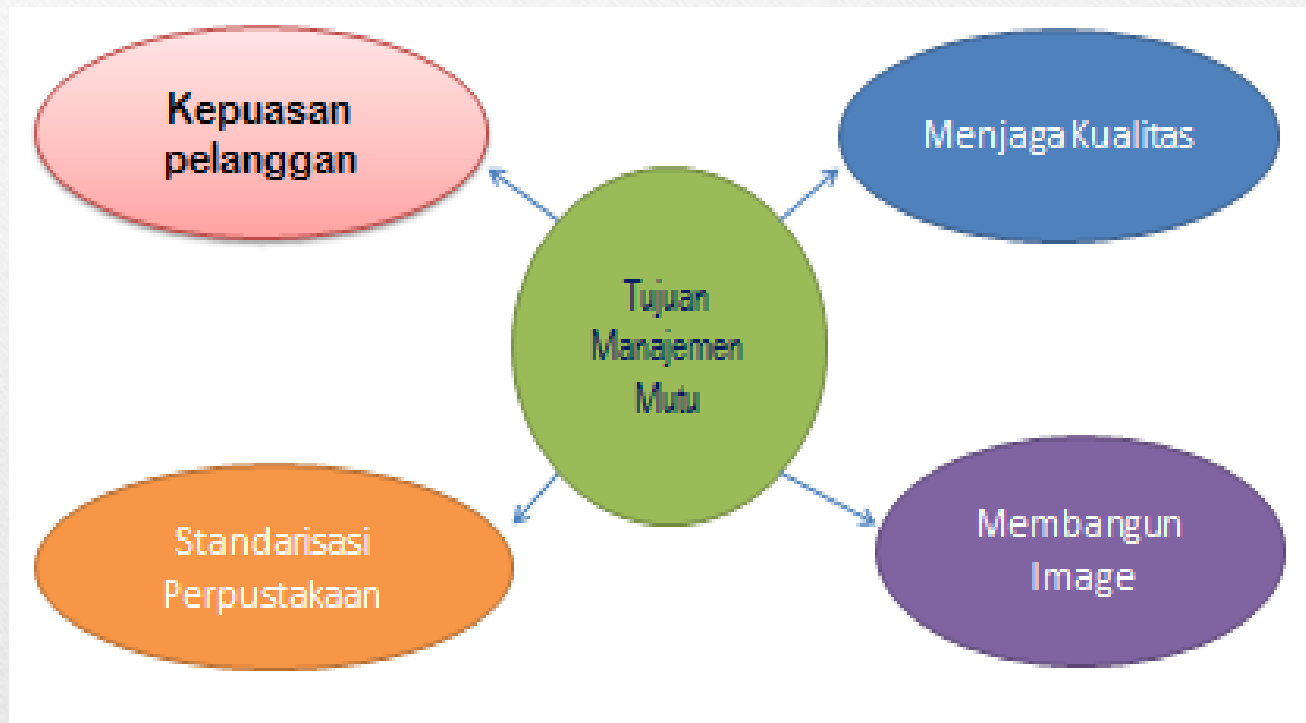 Kepuasan
pelanggan
Menjaga Kualitas
Tujuan
Manajemen
Mutu
Standarisasi
Perpustakaan
Membangun
Image